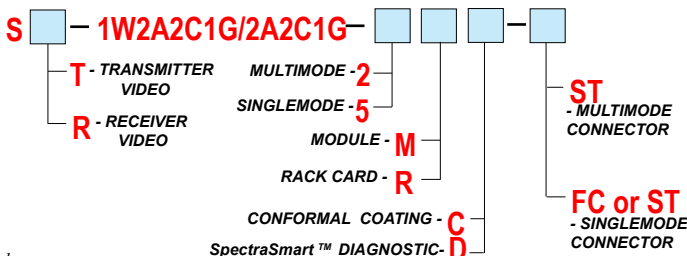 S – 1W2A2C1G/2A2C1G– –
T - TRANSMITTER
VIDEO
R - RECEIVER
VIDEO
MULTIMODE - 2
SINGLEMODE - 5
MODULE - M
RACK CARD - R
CONFORMAL COATING - C
SpectraSmart ™ DIAGNOSTIC- D
ST
- MULTIMODE
CONNECTOR
FC or ST
- SINGLEMODE
CONNECTOR